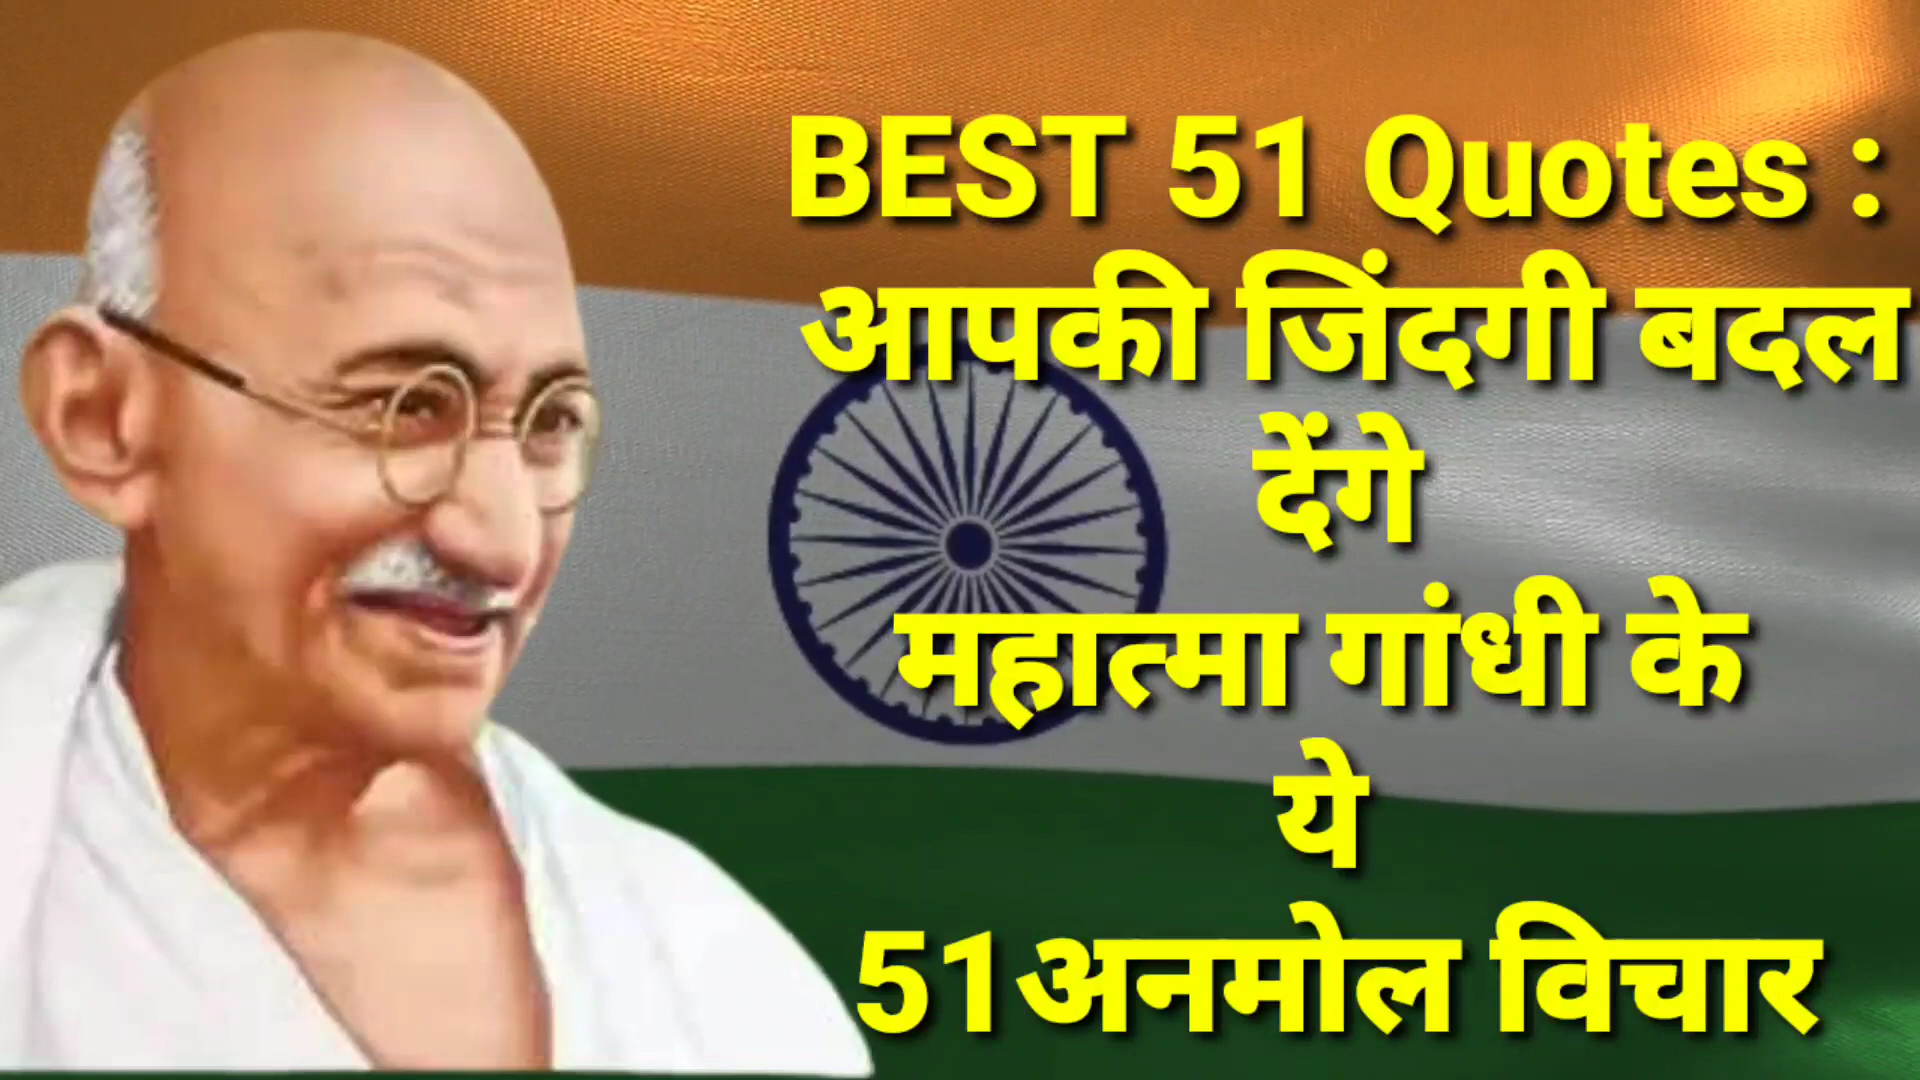 BEST 51 Quotes :
आपकी जिंदगी बदल
देंगे
महात्मा गांधी के
ये
51अनमोल विचार